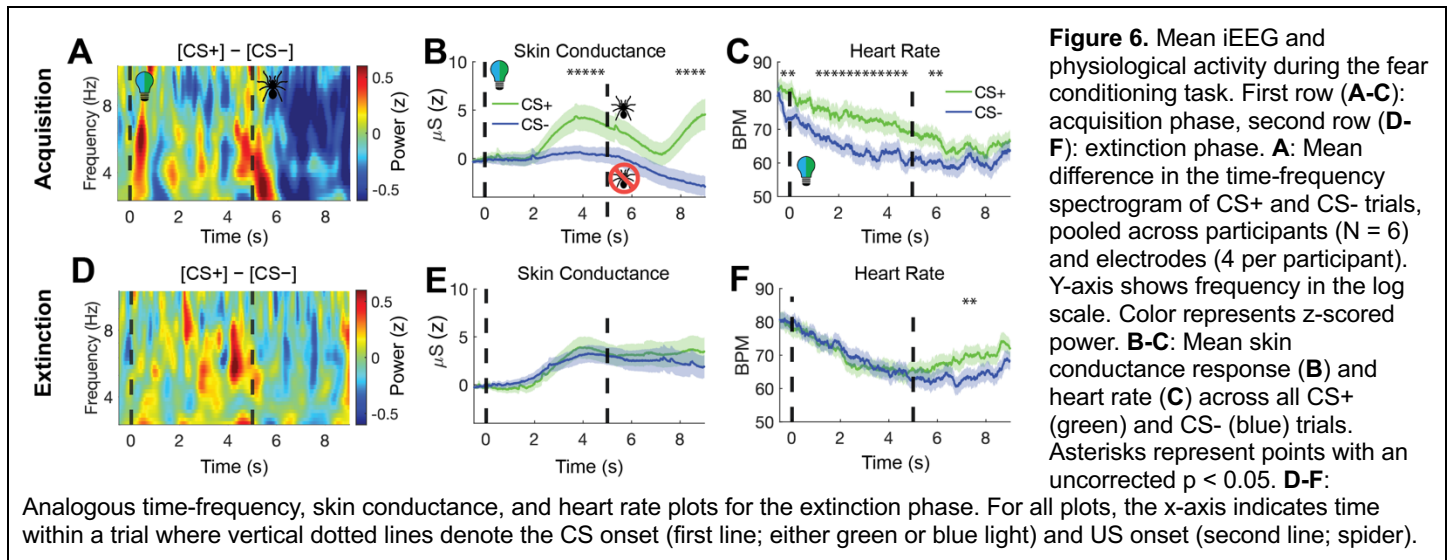 A
[CS+] – [CS–]
B
Skin Conductance
C
Heart Rate
Acquisition
Frequency (Hz)
8
4
0 2 4 6 8
Time (s)
0.5
0
-0.5
Power (z)
µS (z)
10
5
0
*****
****
CS+
CS-
0 2 4 6 8
Time (s)
BPM
90
80
70
60
50
**
************
**
CS+
CS-
0 2 4 6 8
Time (s)
D
[CS+] – [CS–]
E
Skin Conductance
F
Heart Rate
Extinction
Frequency (Hz)
8
4
0 2 4 6 8
Time (s)
0.5
0
-0.5
Power (z)
µS (z)
10
5
0
0 2 4 6 8
Time (s)
BPM
90
80
70
60
50
**
0 2 4 6 8
Time (s)
Figure 6. Mean iEEG and
physiological activity during the fear
conditioning task. First row (A-C):
acquisition phase, second row (D-
F): extinction phase. A: Mean
difference in the time-frequency
spectrogram of CS+ and CS- trials,
pooled across participants (N = 6)
and electrodes (4 per participant).
Y-axis shows frequency in the log
scale. Color represents z-scored
power. B-C: Mean skin
conductance response (B) and
heart rate (C) across all CS+
(green) and CS- (blue) trials.
Asterisks represent points with an
uncorrected p < 0.05. D-F:
Analogous time-frequency, skin conductance, and heart rate plots for the extinction phase. For all plots, the x-axis indicates time
within a trial where vertical dotted lines denote the CS onset (first line; either green or blue light) and US onset (second line; spider).